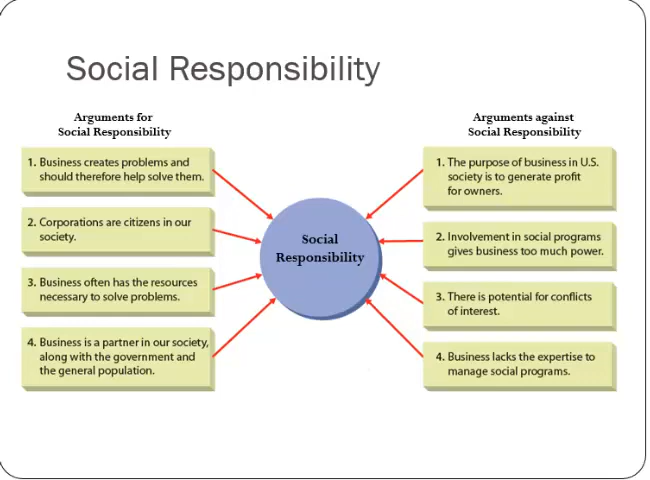 Social Responsibility
Arguments for
Social Responsibility
1. Business creates problems and
should therefore help solve them.
2. Corporations are citizens in our
society.
3. Business often has the resources
necessary to solve problems.
4. Business is a partner in our society,
along with the government and
the general population.
Social
Responsibility
Arguments against
Social Responsibility
1. The purpose of business in U.S.
society is to generate profit
for owners.
2. Involvement in social programs
gives business too much power.
3. There is potential for conflicts
of interest.
4. Business lacks the expertise to
manage social programs.